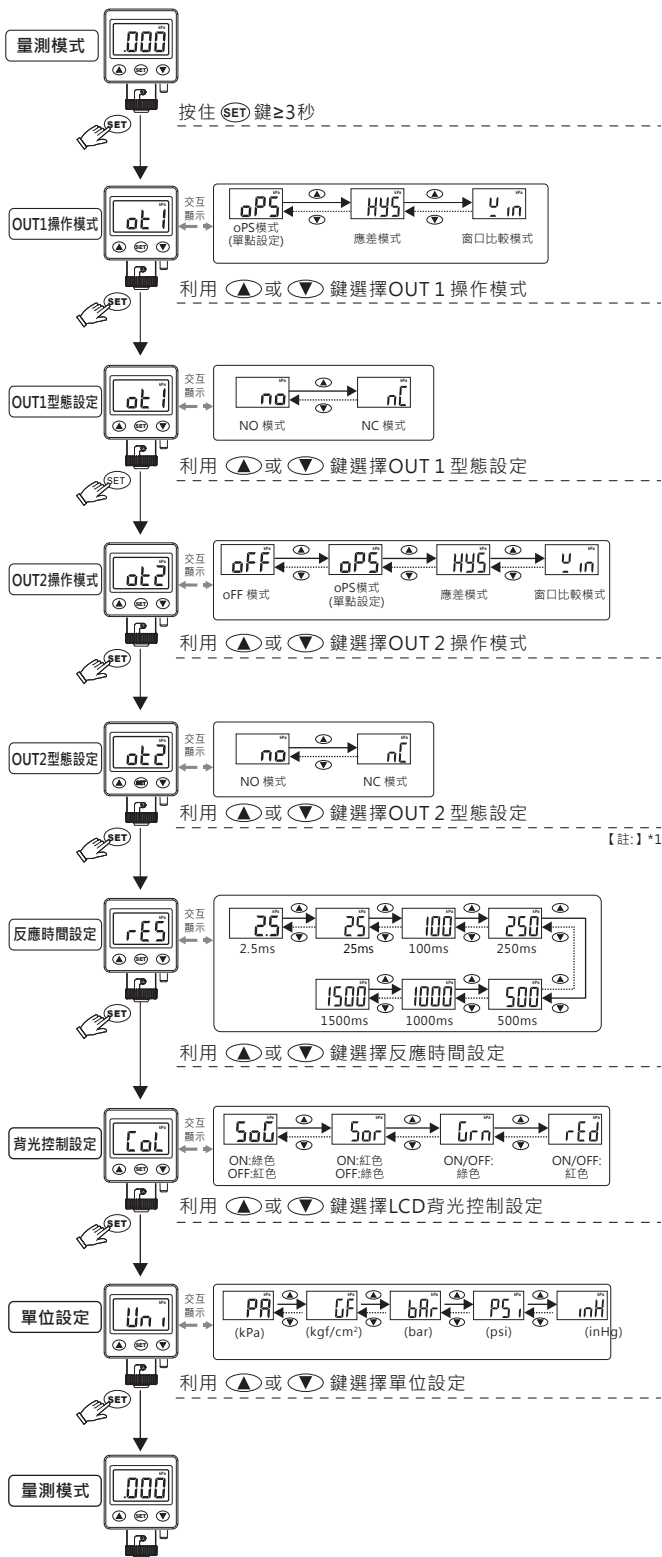 量測模式
kPa
.000
SET
SET
按住 SET 鍵≥3秒
OUT1操作模式
ot1
交互
顯示
oPS
HYS
Win
oPS模式
(單點設定)
應差模式
窗口比較模式
SET
利用 ▲ 或 ▼ 鍵選擇OUT 1 操作模式
OUT1型態設定
ot1
交互
顯示
no
nC
NO 模式
NC 模式
SET
利用 ▲ 或 ▼ 鍵選擇OUT 1 型態設定
OUT2操作模式
ot2
交互
顯示
oFF
oPS
HYS
Win
oFF 模式
oPS模式
(單點設定)
應差模式
窗口比較模式
SET
利用 ▲ 或 ▼ 鍵選擇OUT 2 操作模式
OUT2型態設定
ot2
交互
顯示
no
nC
NO 模式
NC 模式
SET
利用 ▲ 或 ▼ 鍵選擇OUT 2 型態設定
【註:】*1
反應時間設定
rES
交互
顯示
2.5
25
100
250
2.5ms
25ms
100ms
250ms
1500
1000
500
1500ms
1000ms
500ms
SET
利用 ▲ 或 ▼ 鍵選擇反應時間設定
背光控制設定
CoL
交互
顯示
SoG
Sor
Grn
rEd
ON:綠色
OFF:紅色
ON:紅色
OFF:綠色
ON/OFF:
綠色
ON/OFF:
紅色
SET
利用 ▲ 或 ▼ 鍵選擇LCD背光控制設定
單位設定
Uni
交互
顯示
PA
GF
bAr
PSi
inH
(kPa)
(kgf/cm²)
(bar)
(psi)
(inHg)
SET
利用 ▲ 或 ▼ 鍵選擇單位設定
量測模式
kPa
.000
SET